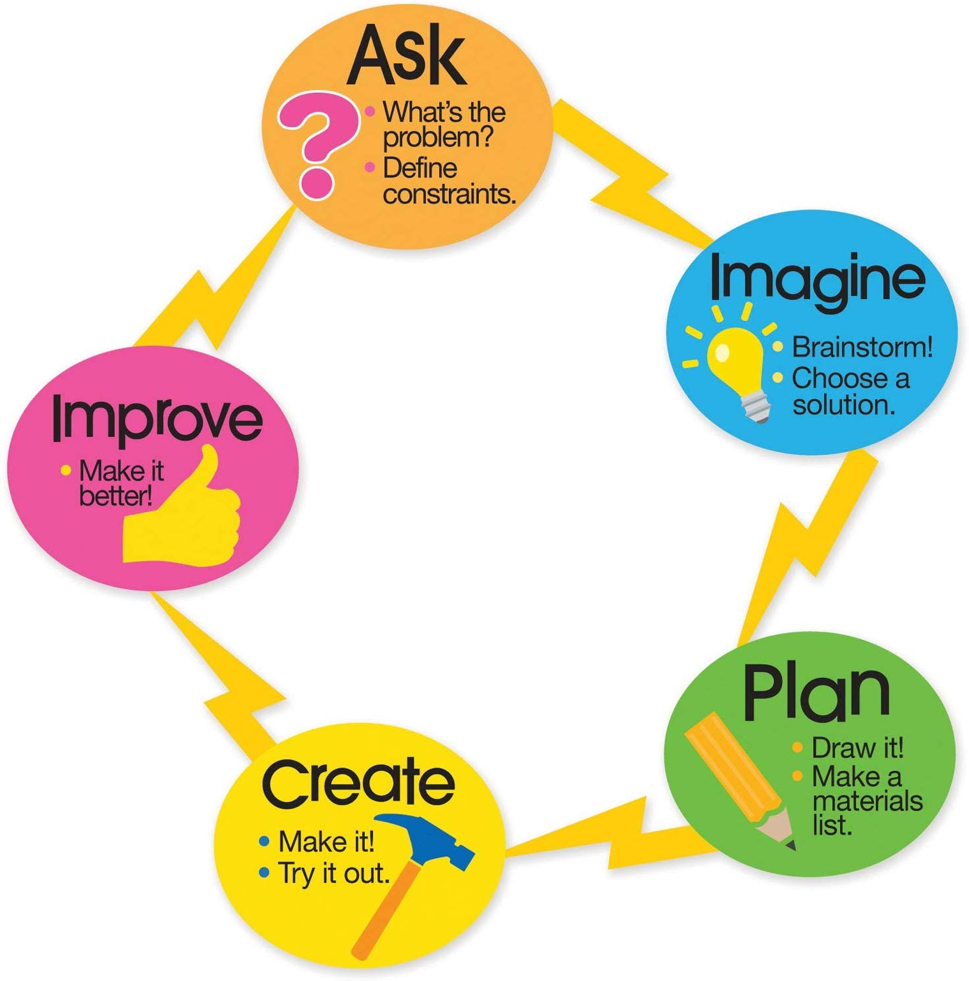 Ask
• What's the
problem?
• Define
constraints.
Imagine
• Brainstorm!
• Choose a
solution.
Plan
• Draw it!
• Make a
materials
list.
Create
• Make it!
• Try it out.
Improve
• Make it
better!